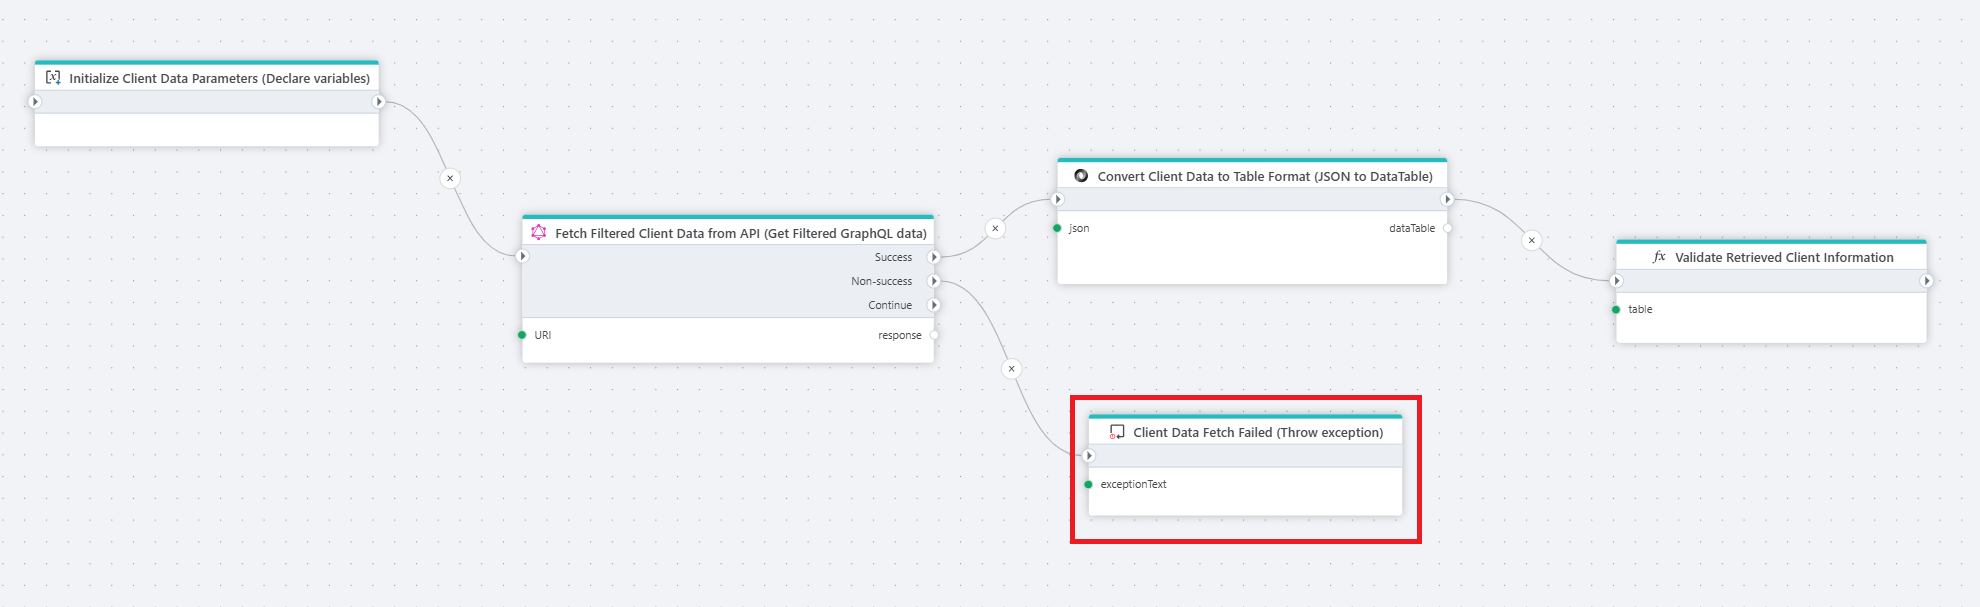 Initialize Client Data Parameters (Declare variables)
Fetch Filtered Client Data from API (Get Filtered GraphQL data)
Success
Non-success
Continue
URI
response
Convert Client Data to Table Format (JSON to DataTable)
json
dataTable
fx Validate Retrieved Client Information
table
Client Data Fetch Failed (Throw exception)
exceptionText